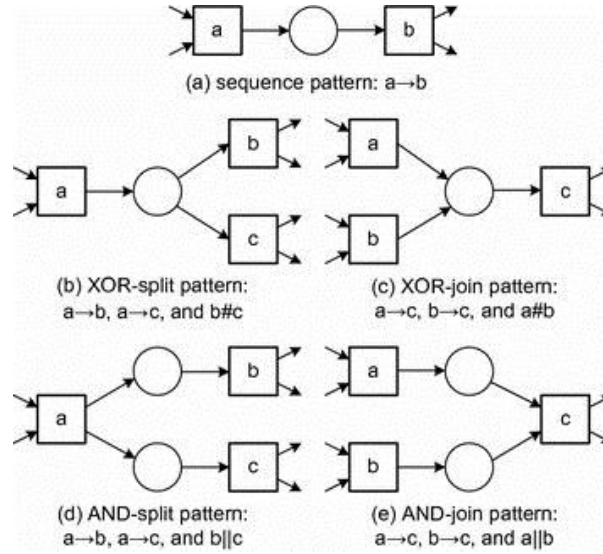 a b
(a) sequence pattern: a→b
b a
a c
c b
(b) XOR-split pattern: (c) XOR-join pattern:
a→b, a→c, and b#c a→c, b→c, and a#b
b a
a c
c b
(d) AND-split pattern: (e) AND-join pattern:
a→b, a→c, and b||c a→c, b→c, and a||b